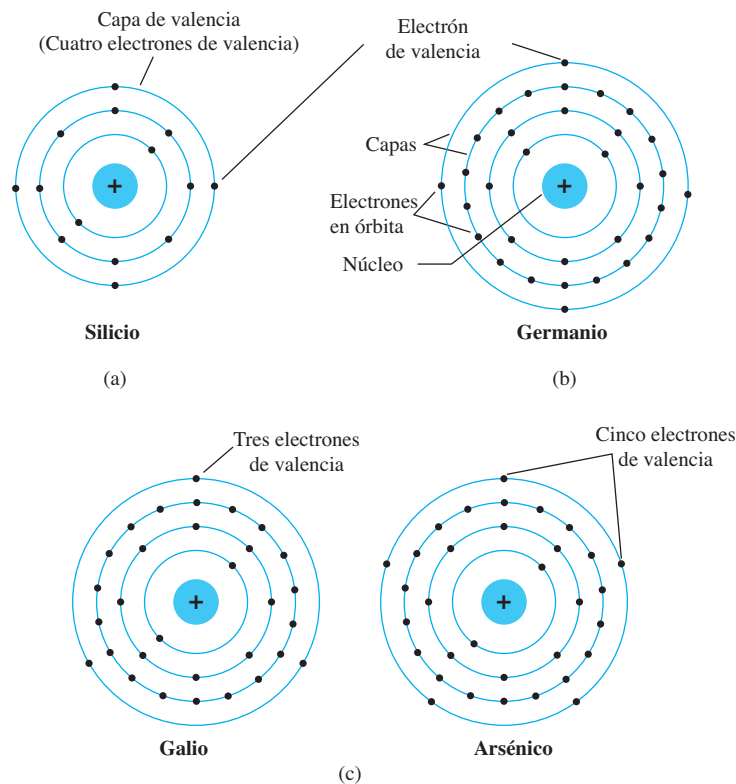 Capa de valencia
(Cuatro electrones de valencia)
Electrón
de valencia
Capas
Electrones
en órbita
Núcleo
+
+
Silicio
Germanio
(a)
(b)
Tres electrones
de valencia
Cinco electrones
de valencia
+
+
Galio
Arsénico
(c)